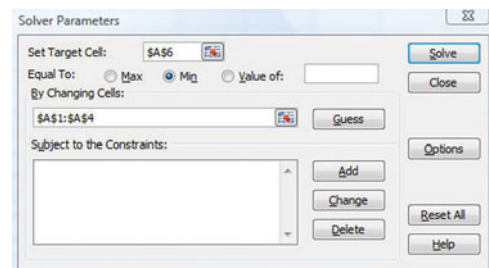 Solver Parameters
Set Target Cell: $A$6 Solve
Equal To: Max Min Value of: Close
By Changing Cells:
$A$1:$A$4 Guess
Subject to the Constraints: Options
Add
Change
Reset All
Delete
Help